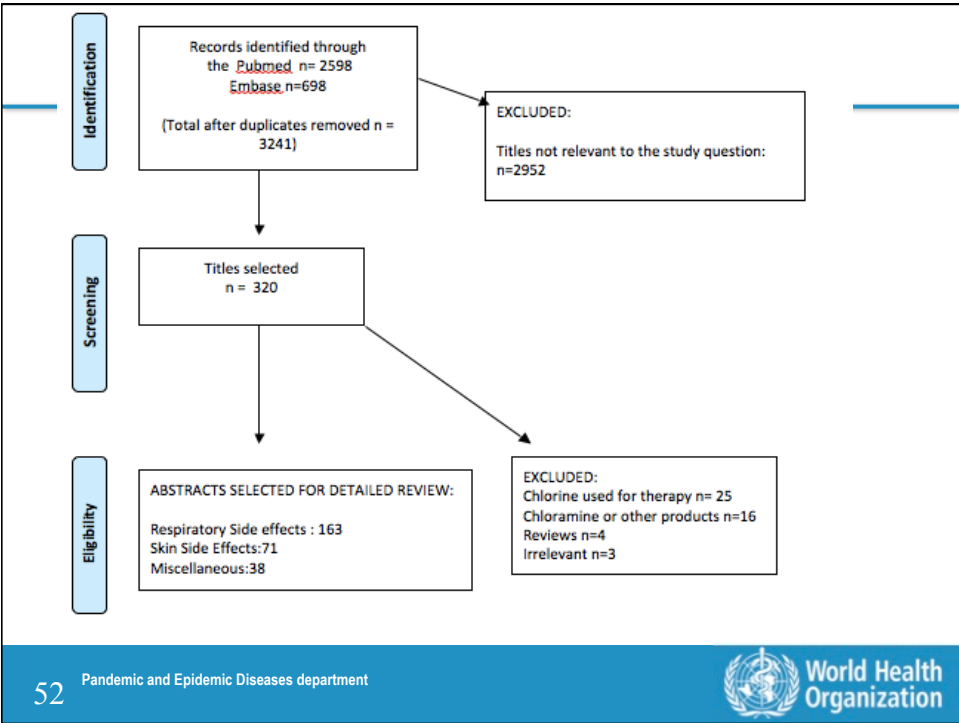 Identification
Records identified through
the Pubmed n= 2598
Embase n=698
(Total after duplicates removed n =
3241)
EXCLUDED:
Titles not relevant to the study question:
n=2952
Screening
Titles selected
n = 320
Eligibility
ABSTRACTS SELECTED FOR DETAILED REVIEW:
Respiratory Side effects : 163
Skin Side Effects:71
Miscellaneous:38
EXCLUDED:
Chlorine used for therapy n= 25
Chloramine or other products n=16
Reviews n=4
Irrelevant n=3
52
Pandemic and Epidemic Diseases department
World Health
Organization